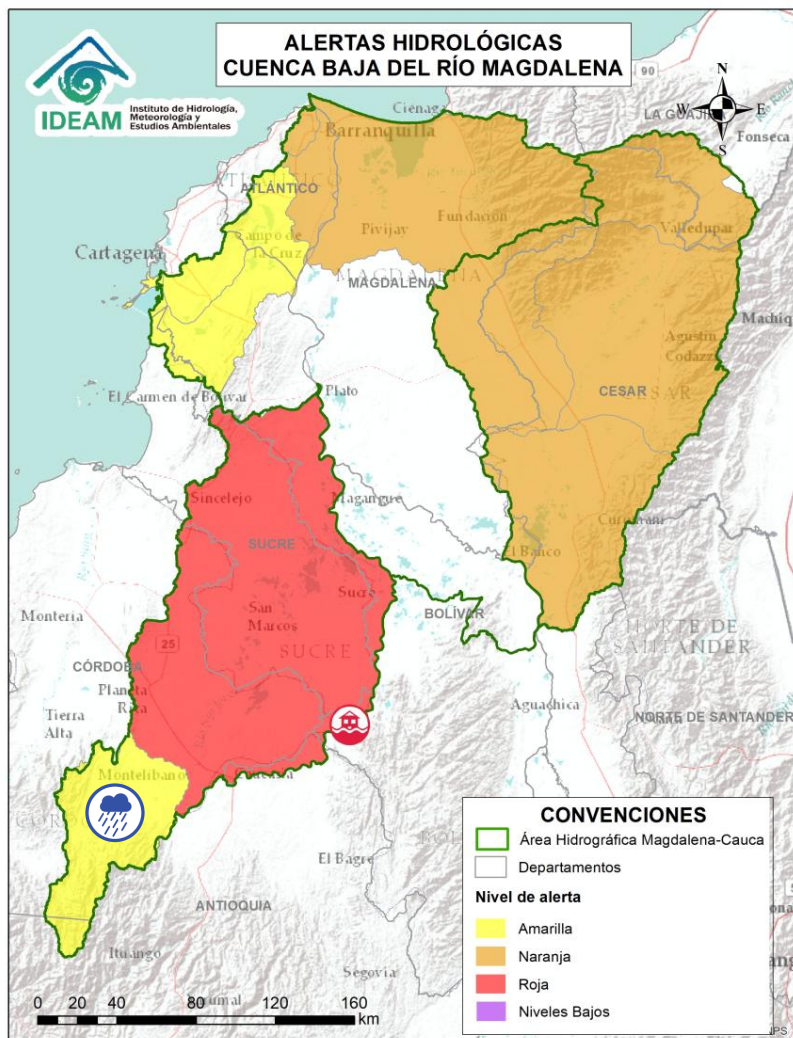 ALERTAS HIDROLÓGICAS
CUENCA BAJA DEL RÍO MAGDALENA
IDEAM
Instituto de Hidrología,
Meteorología y
Estudios Ambientales
N
W
E
S
90
LA GUAJIRA
Fonseca
Ciénaga
Barranquilla
ATLÁNTICO
Cartagena
Campo de
la Cruz
Pivijay
Fundación
Valledupar
MAGDALENA
MAGDALENA
Agustín
Codazzi
CESAR
El Carmen de Bolívar
Plato
Sincelejo
Magangue
SUCRE
El Banco
Montería
San
Marcos
Sucre
BOLÍVAR
NORTE DE
SANTANDER
25
SUCRE
CÓRDOBA
Planeta
Rica
Tierra
Alta
Aguachica
NORTE DE SANTANDER
Montelibano
El Bagre
ANTIOQUIA
Ituango
Segovia
CONVENCIONES
Área Hidrográfica Magdalena-Cauca
Departamentos
Nivel de alerta
Amarilla
Naranja
Roja
Niveles Bajos
0 20 40 80 120 160
km